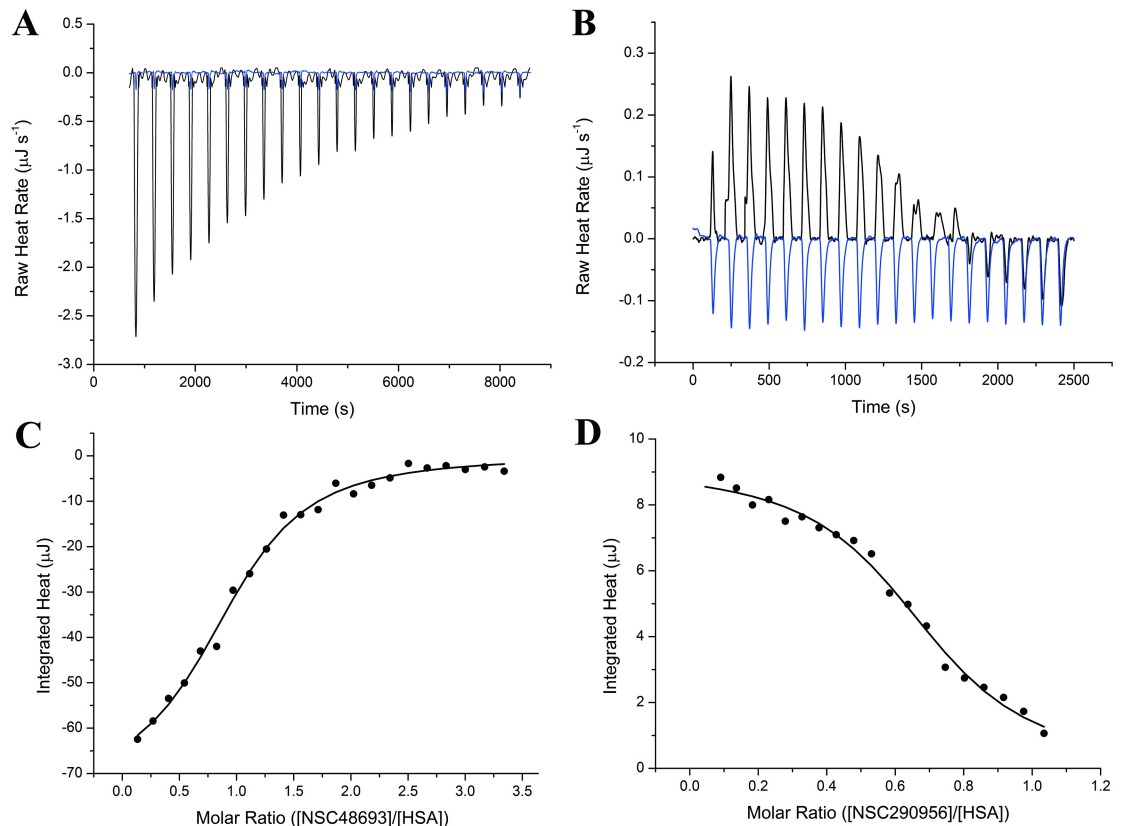 A
0.5
0.0
-0.5
-1.0
-1.5
-2.0
-2.5
-3.0
Raw Heat Rate (μJ s⁻¹)
0 2000 4000 6000 8000
Time (s)
B
0.3
0.2
0.1
0.0
-0.1
-0.2
Raw Heat Rate (μJ s⁻¹)
0 500 1000 1500 2000 2500
Time (s)
C
0
-10
-20
-30
-40
-50
-60
-70
Integrated Heat (μJ)
0.0 0.5 1.0 1.5 2.0 2.5 3.0 3.5
Molar Ratio ([NSC48693]/[HSA])
D
10
8
6
4
2
0
Integrated Heat (μJ)
0.0 0.2 0.4 0.6 0.8 1.0 1.2
Molar Ratio ([NSC290956]/[HSA])